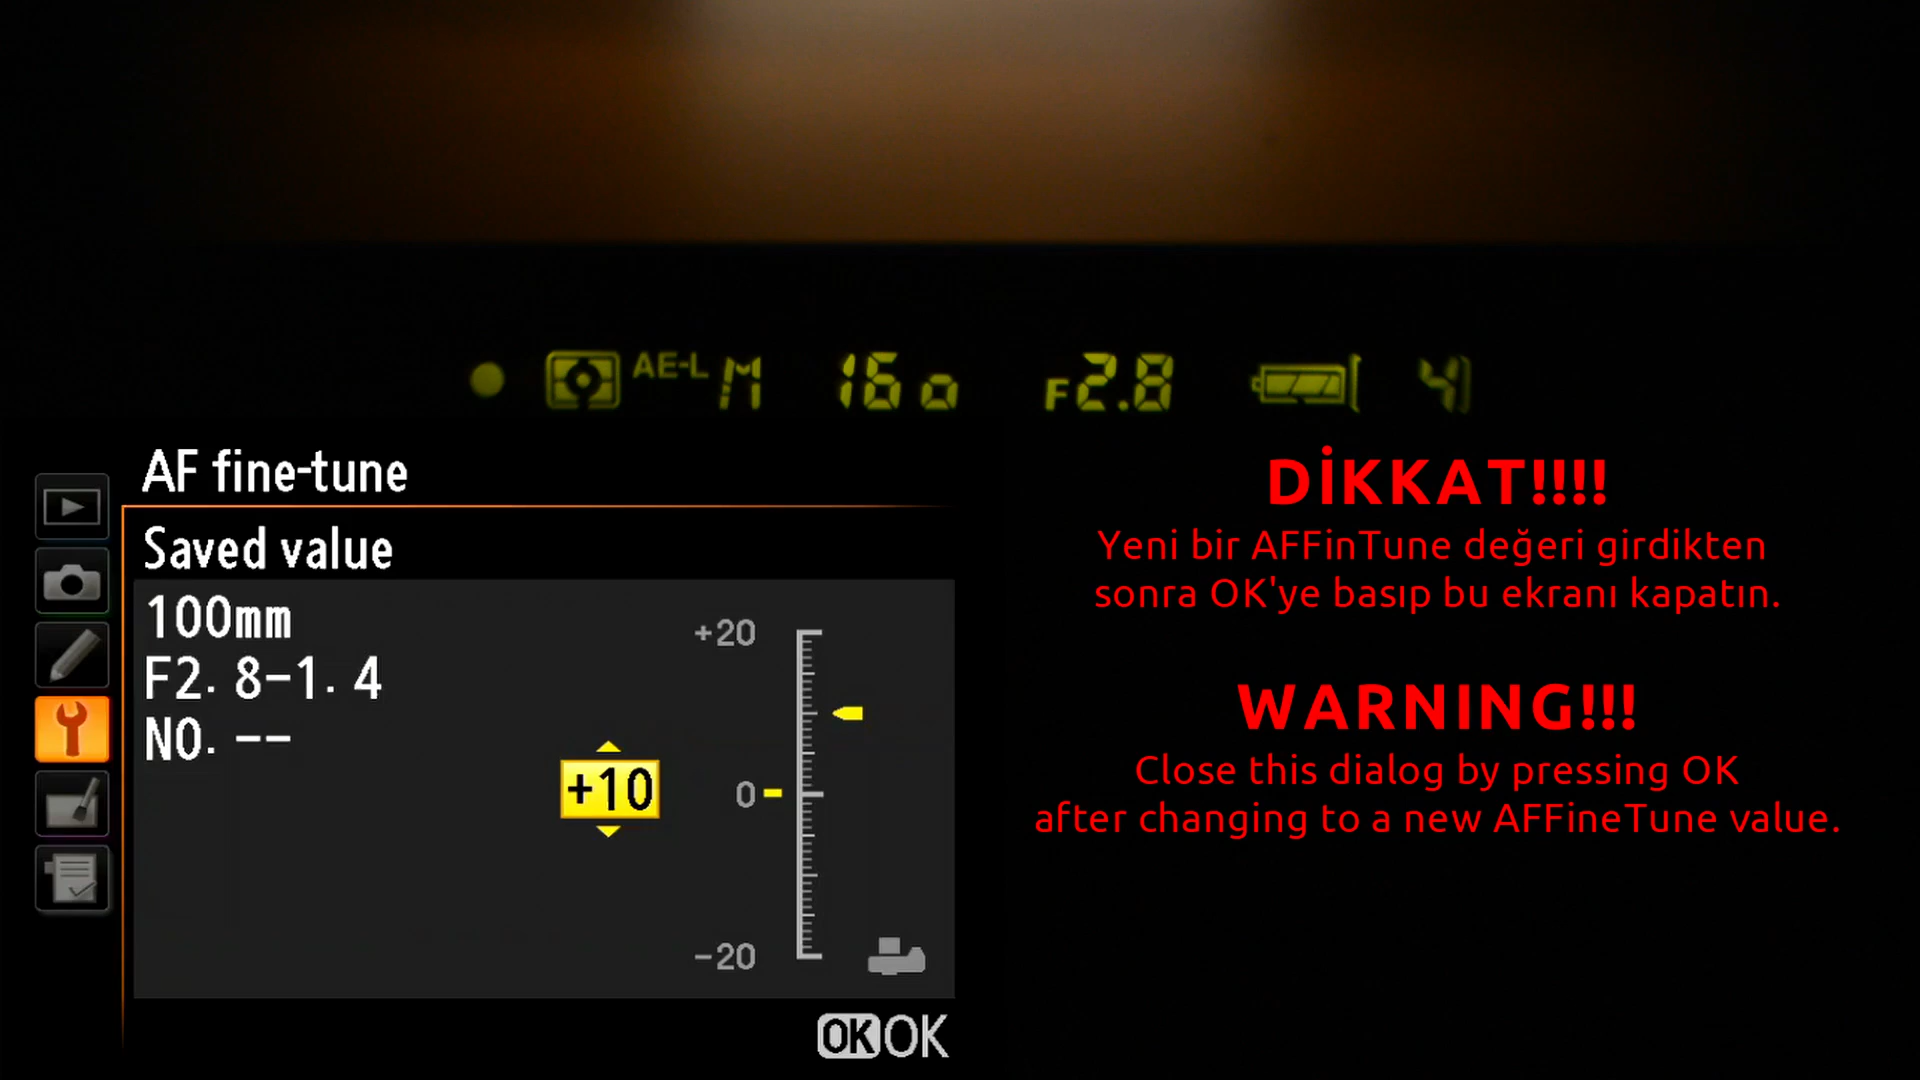 AE-L M 160 F2.8 4)
AF fine-tune
Saved value
100mm
F2. 8-1. 4
NO. --
+10
+20
0
-20
OK OK
DİKKAT!!!!
Yeni bir AFFinTune değeri girdikten
sonra OK'ye basıp bu ekranı kapatın.
WARNING!!!
Close this dialog by pressing OK
after changing to a new AFFineTune value.